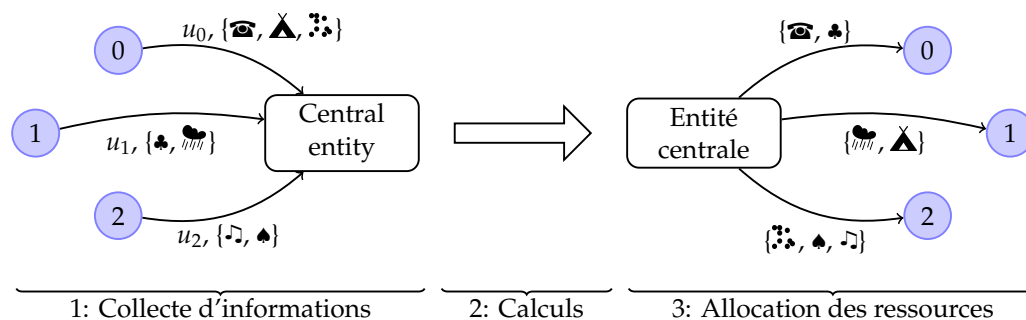 0
u₀, {☎, ⛺, ⁘}
1
u₁, {♣, 🌧}
2
u₂, {♫, ♠}
Central
entity
Entité
centrale
{☎, ♣}
0
{🌧, ⛺}
1
{⁘, ♠, ♫}
2
1: Collecte d'informations
2: Calculs
3: Allocation des ressources